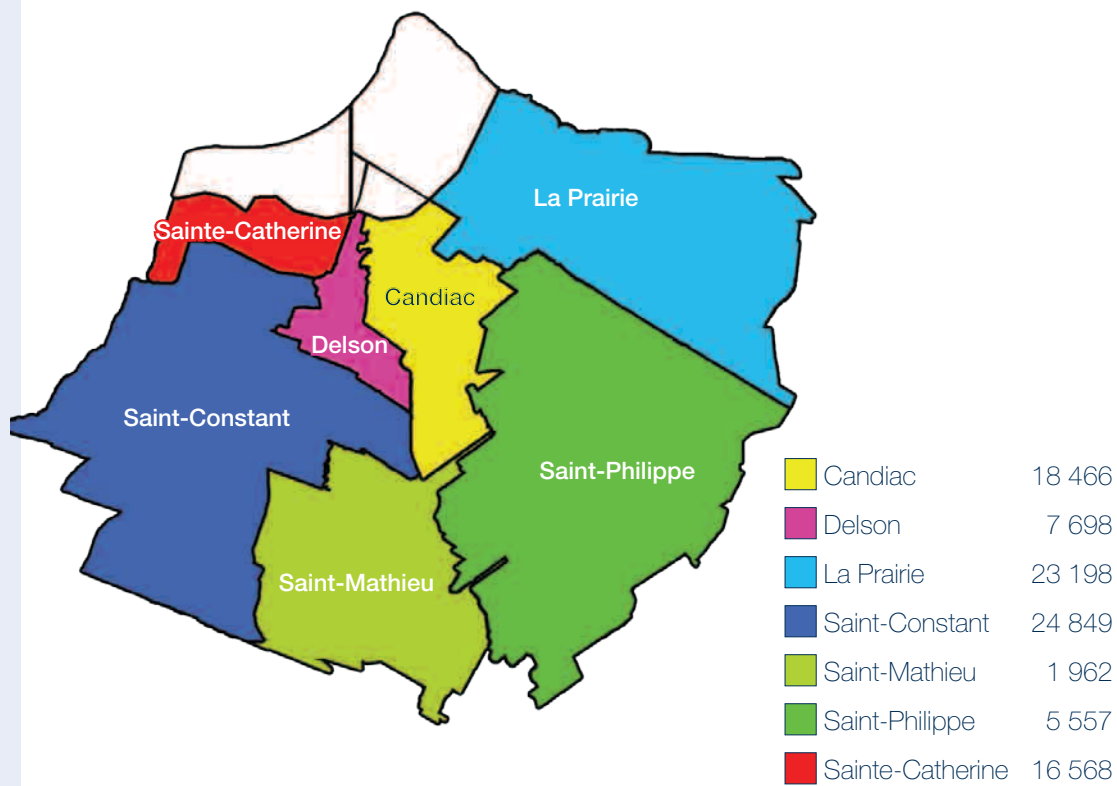 La Prairie
Sainte-Catherine
Candiac
Delson
Saint-Constant
Saint-Philippe
Saint-Mathieu
Candiac 18 466
Delson 7 698
La Prairie 23 198
Saint-Constant 24 849
Saint-Mathieu 1 962
Saint-Philippe 5 557
Sainte-Catherine 16 568